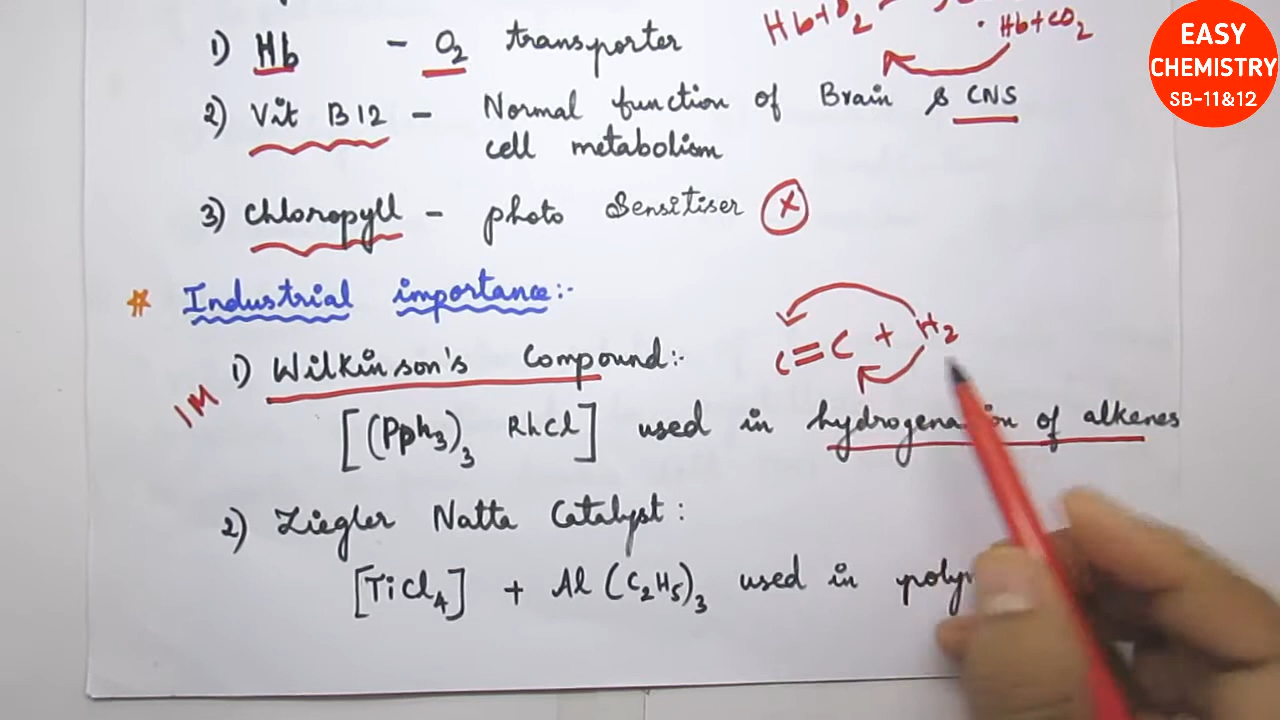 Hb+O2
Hb+CO2
EASY
CHEMISTRY
SB-11&12
1) Hb - O2 transporter
2) Vit B12 - Normal function of Brain & CNS
cell metabolism
3) Chloropyll - photo Sensitiser X
* Industrial importance:-
C=C + H2
1) Wilkinson's Compound:-
1M
[(Pph3)3 RhCl] used in hydrogenation of alkenes
2) Ziegler Natta Catalyst:
[TiCl4] + Al(C2H5)3 used in